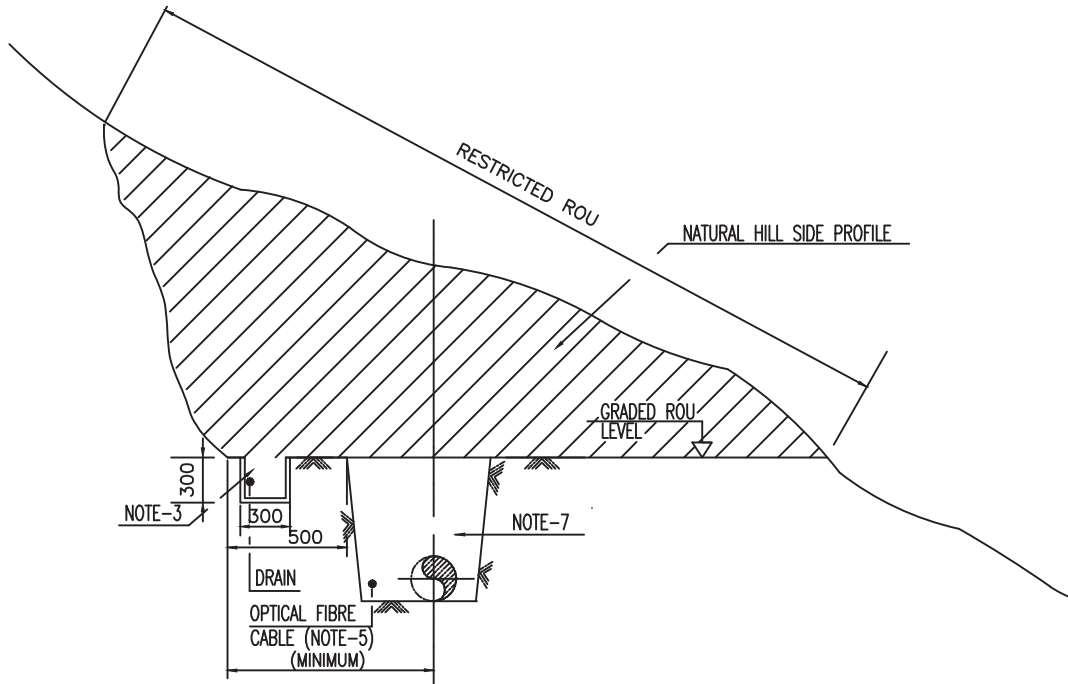 RESTRICTED ROU
NATURAL HILL SIDE PROFILE
GRADED ROU
LEVEL
300
NOTE-3
300
500
NOTE-7
DRAIN
OPTICAL FIBRE
CABLE (NOTE-5)
(MINIMUM)